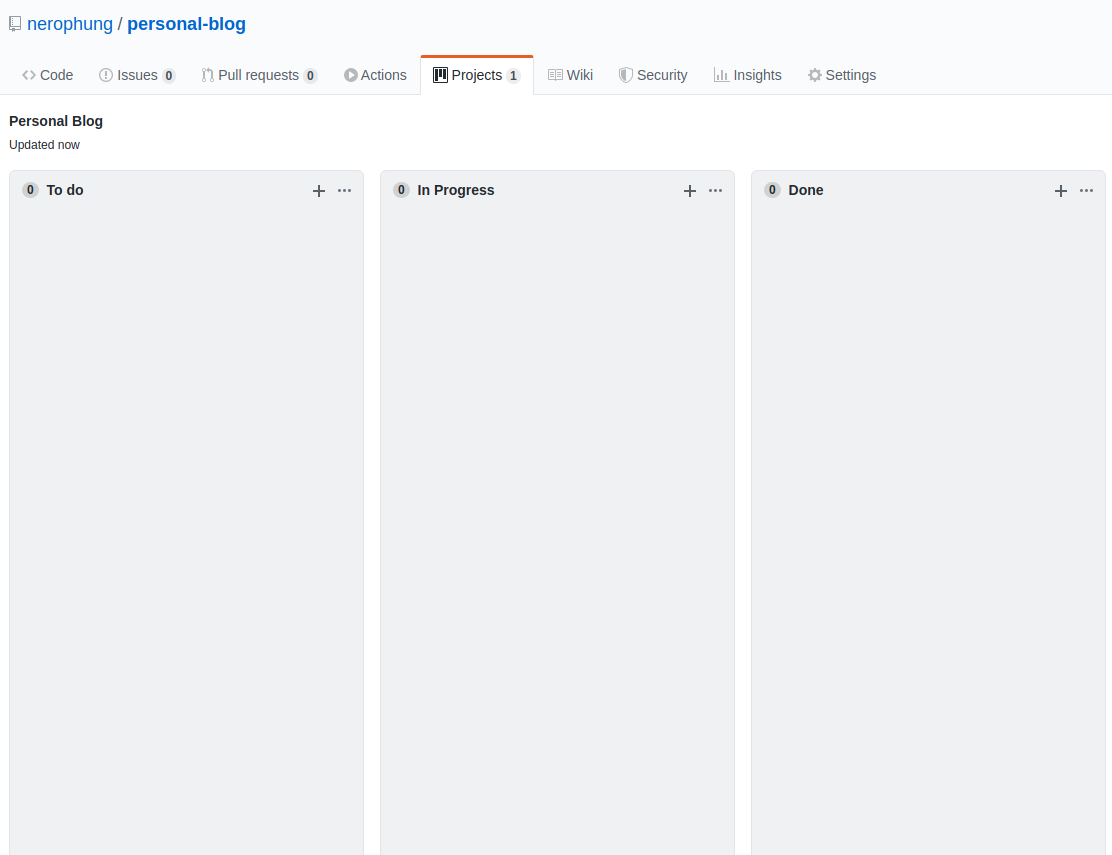 nerophung / personal-blog
Code Issues 0 Pull requests 0 Actions Projects 1 Wiki Security Insights Settings
Personal Blog
Updated now
0 To do 0 In Progress 0 Done